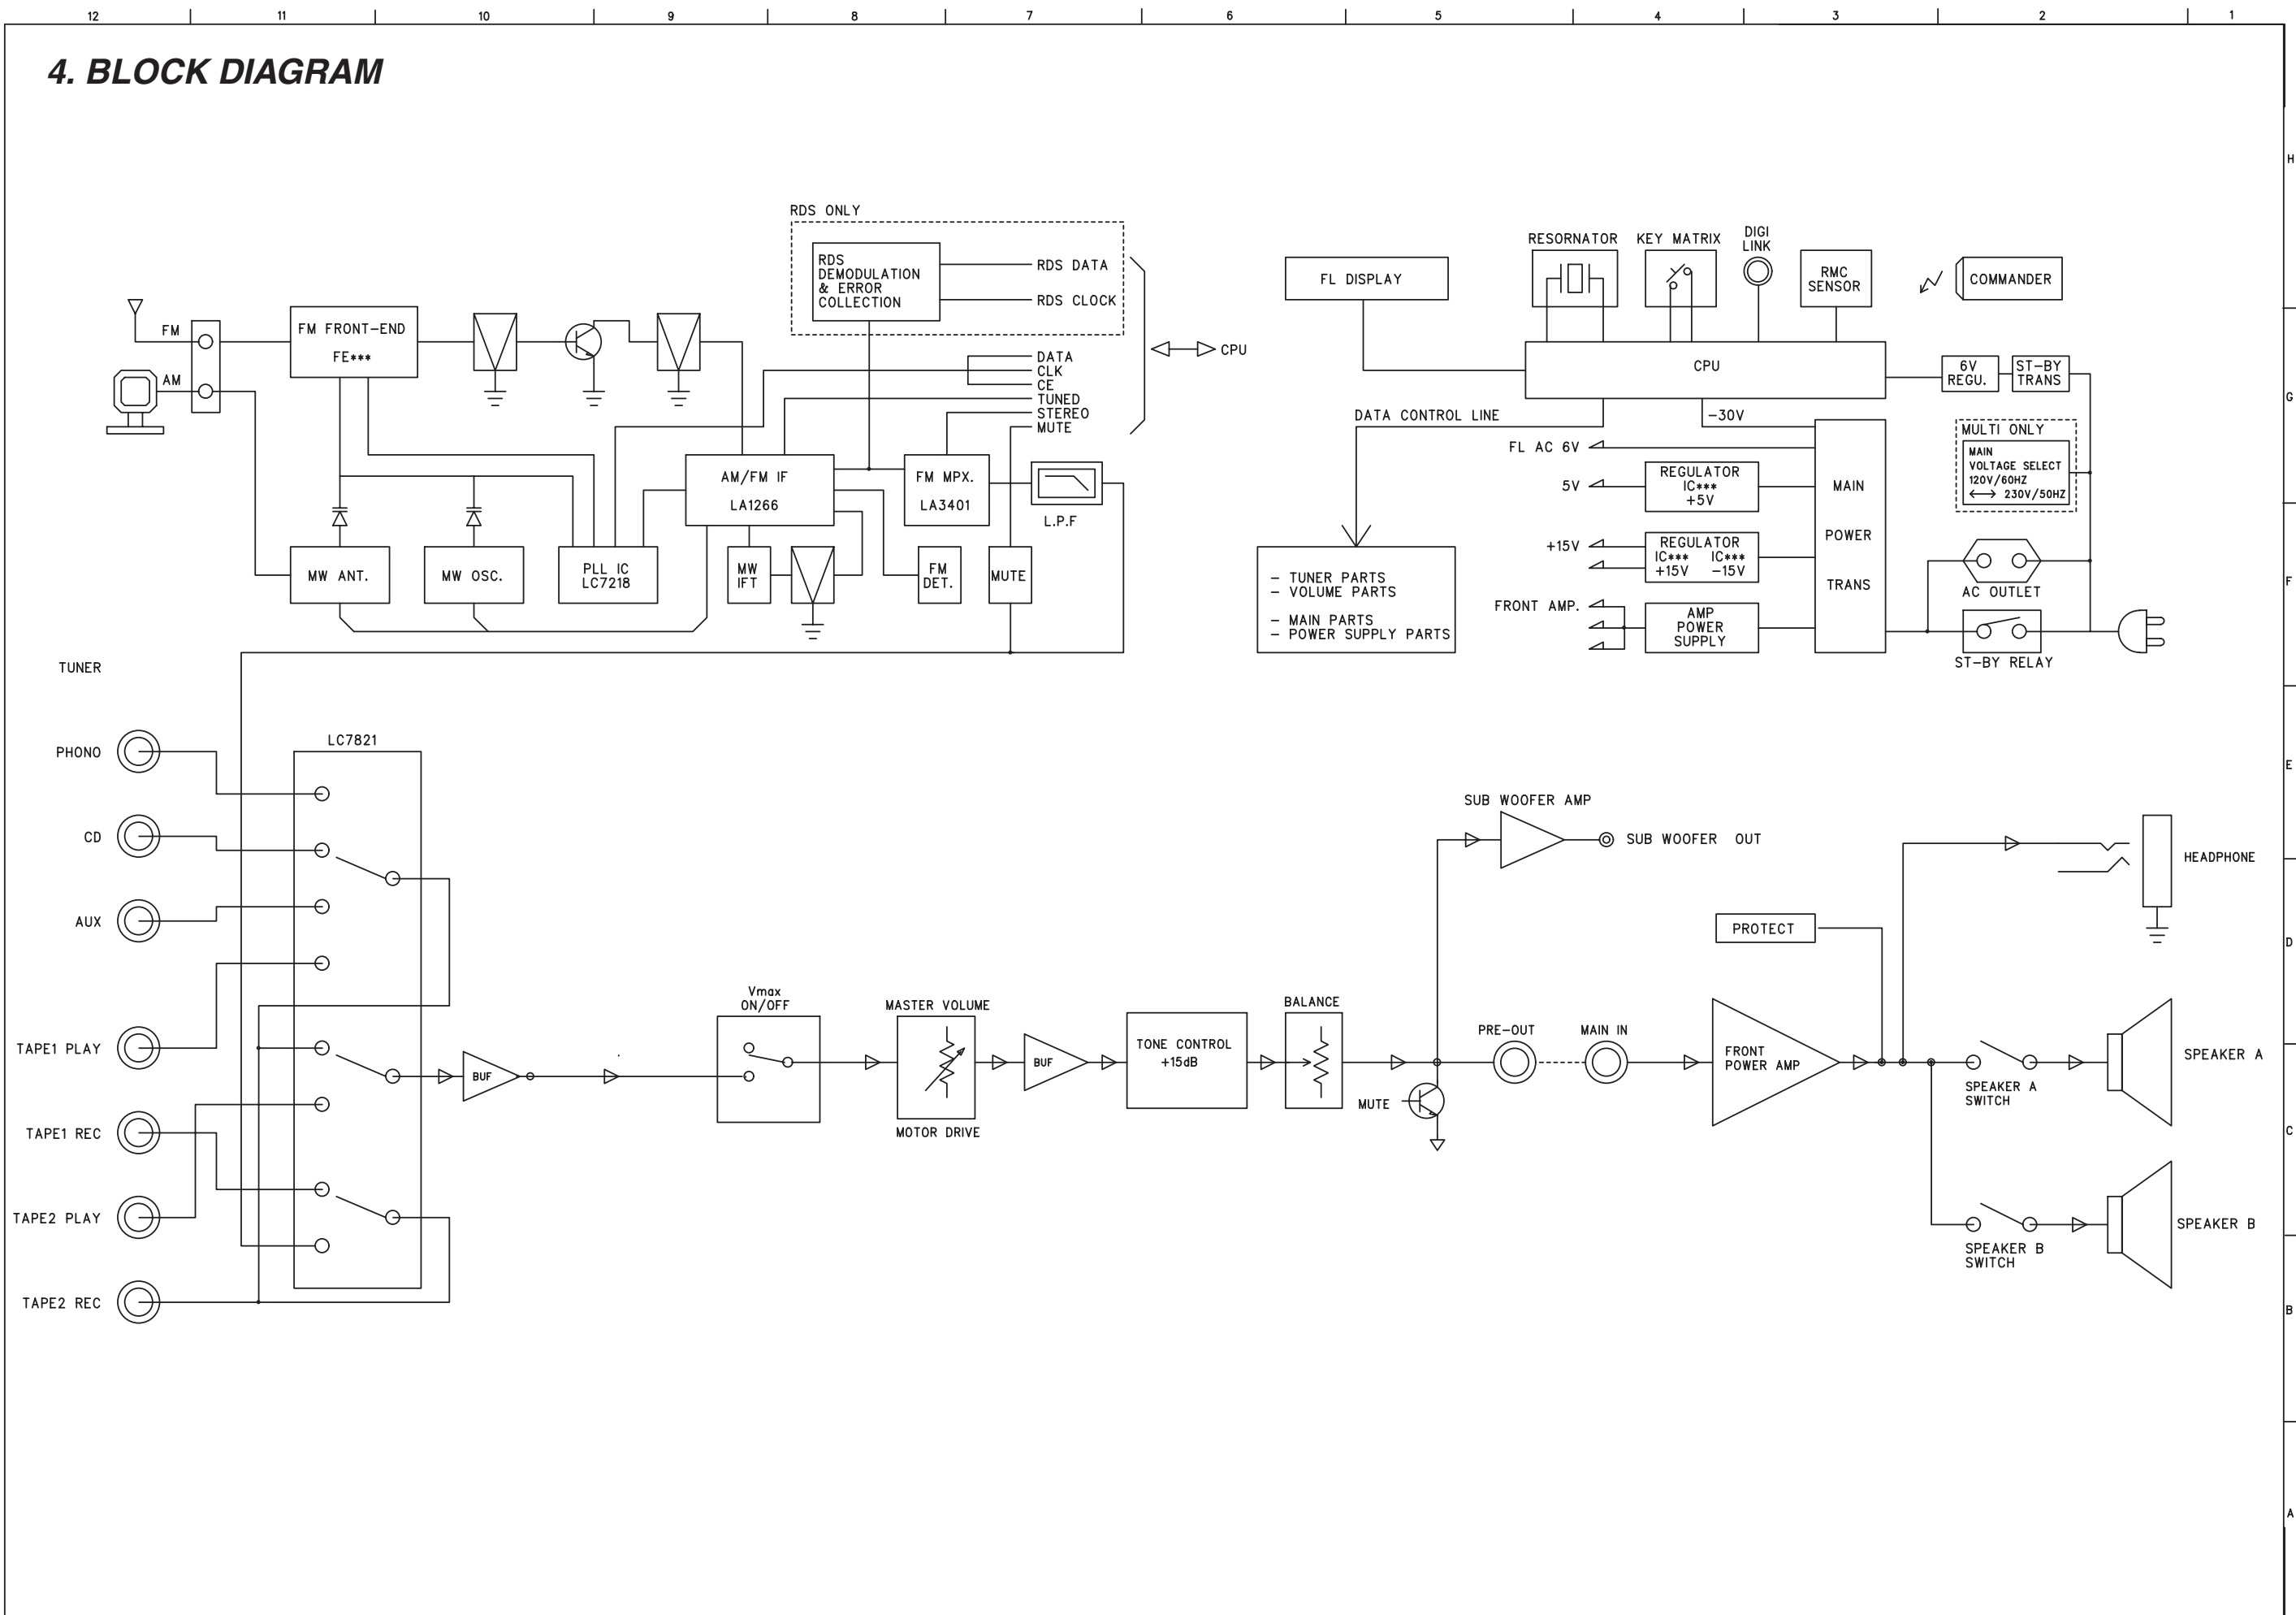 12 11 10 9 8 7 6 5 4 3 2 1
4. BLOCK DIAGRAM
H
G
F
E
D
C
B
A
RDS ONLY
RDS
DEMODULATION
& ERROR
COLLECTION
RDS DATA
RDS CLOCK
FM
AM
FM FRONT-END
FE***
DATA
CLK
CE
TUNED
STEREO
MUTE
CPU
AM/FM IF
LA1266
FM MPX.
LA3401
L.P.F
MW ANT.
MW OSC.
PLL IC
LC7218
MW
IFT
FM
DET.
MUTE
FL DISPLAY
RESORNATOR
KEY MATRIX
DIGI
LINK
RMC
SENSOR
COMMANDER
CPU
6V
REGU.
ST-BY
TRANS
DATA CONTROL LINE
-30V
FL AC 6V
5V
REGULATOR
IC***
+5V
+15V
REGULATOR
IC*** IC***
+15V -15V
FRONT AMP.
AMP
POWER
SUPPLY
MAIN
POWER
TRANS
MULTI ONLY
MAIN
VOLTAGE SELECT
120V/60HZ
230V/50HZ
AC OUTLET
ST-BY RELAY
- TUNER PARTS
- VOLUME PARTS
- MAIN PARTS
- POWER SUPPLY PARTS
TUNER
PHONO
CD
AUX
TAPE1 PLAY
TAPE1 REC
TAPE2 PLAY
TAPE2 REC
LC7821
BUF
Vmax
ON/OFF
MASTER VOLUME
MOTOR DRIVE
BUF
TONE CONTROL
+15dB
BALANCE
MUTE
SUB WOOFER AMP
SUB WOOFER OUT
PRE-OUT
MAIN IN
PROTECT
FRONT
POWER AMP
HEADPHONE
SPEAKER A
SWITCH
SPEAKER A
SPEAKER B
SWITCH
SPEAKER B